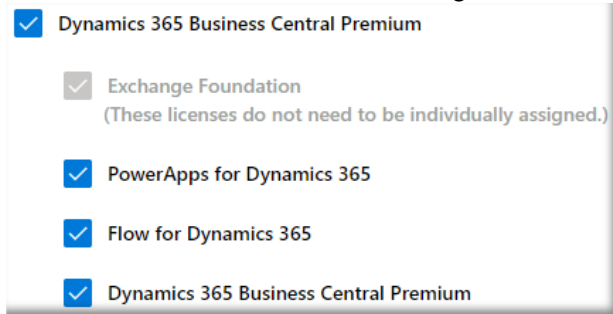 Dynamics 365 Business Central Premium
Exchange Foundation
(These licenses do not need to be individually assigned.)
PowerApps for Dynamics 365
Flow for Dynamics 365
Dynamics 365 Business Central Premium